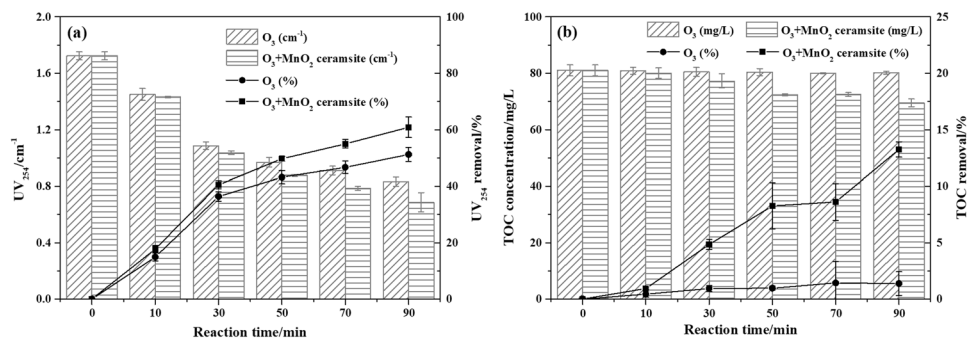 (a)
O3 (cm-1)
O3+MnO2 ceramsite (cm-1)
O3 (%)
O3+MnO2 ceramsite (%)
UV254/cm-1
2.0
1.6
1.2
0.8
0.4
0.0
0 10 30 50 70 90
Reaction time/min
100
80
60
40
20
0
UV254 removal/%
(b)
O3 (mg/L) O3+MnO2 ceramsite (mg/L)
O3 (%)
O3+MnO2 ceramsite (%)
TOC concentration/mg/L
100
80
60
40
20
0
0 10 30 50 70 90
Reaction time/min
25
20
15
10
5
0
TOC removal/%